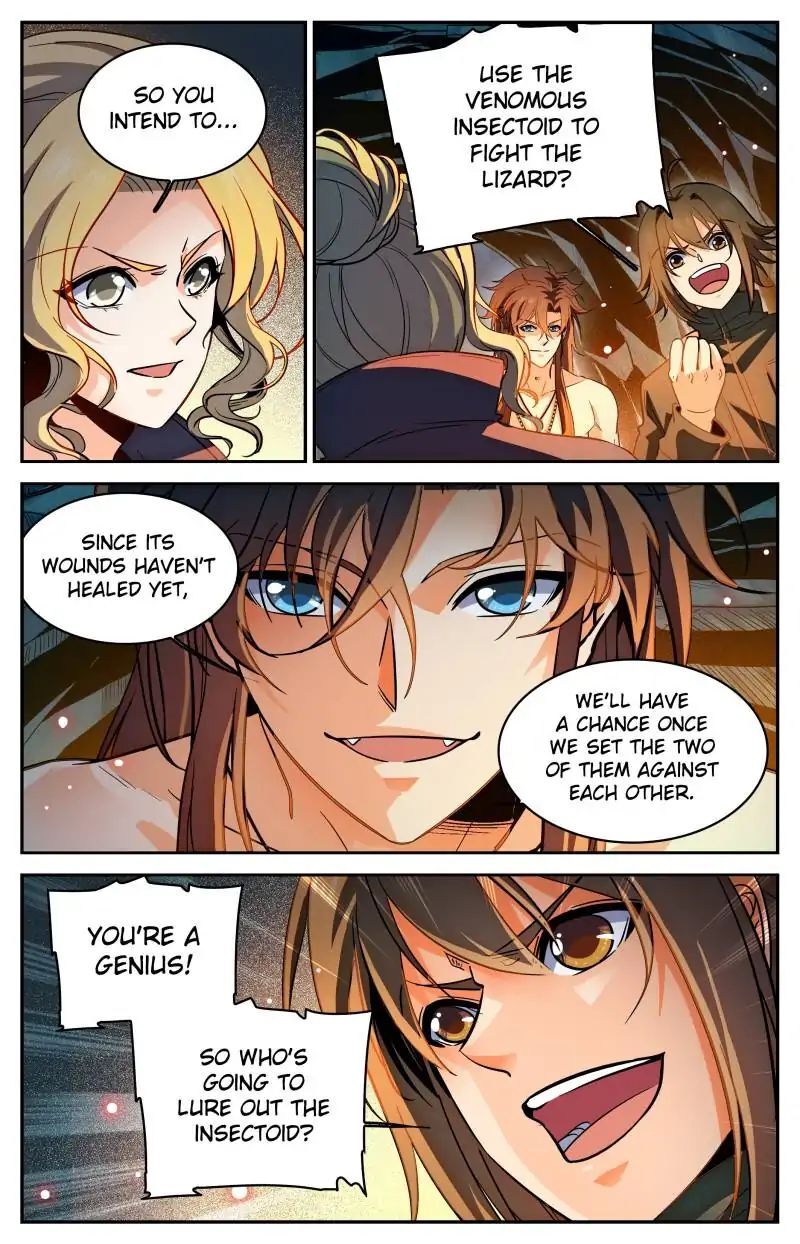 SO YOU
INTEND TO...
USE THE
VENOMOUS
INSECTOID TO
FIGHT THE
LIZARD?
SINCE ITS
WOUNDS HAVEN'T
HEALED YET,
WE'LL HAVE
A CHANCE ONCE
WE SET THE TWO
OF THEM AGAINST
EACH OTHER.
YOU'RE A
GENIUS!
SO WHO'S
GOING TO
LURE OUT THE
INSECTOID?